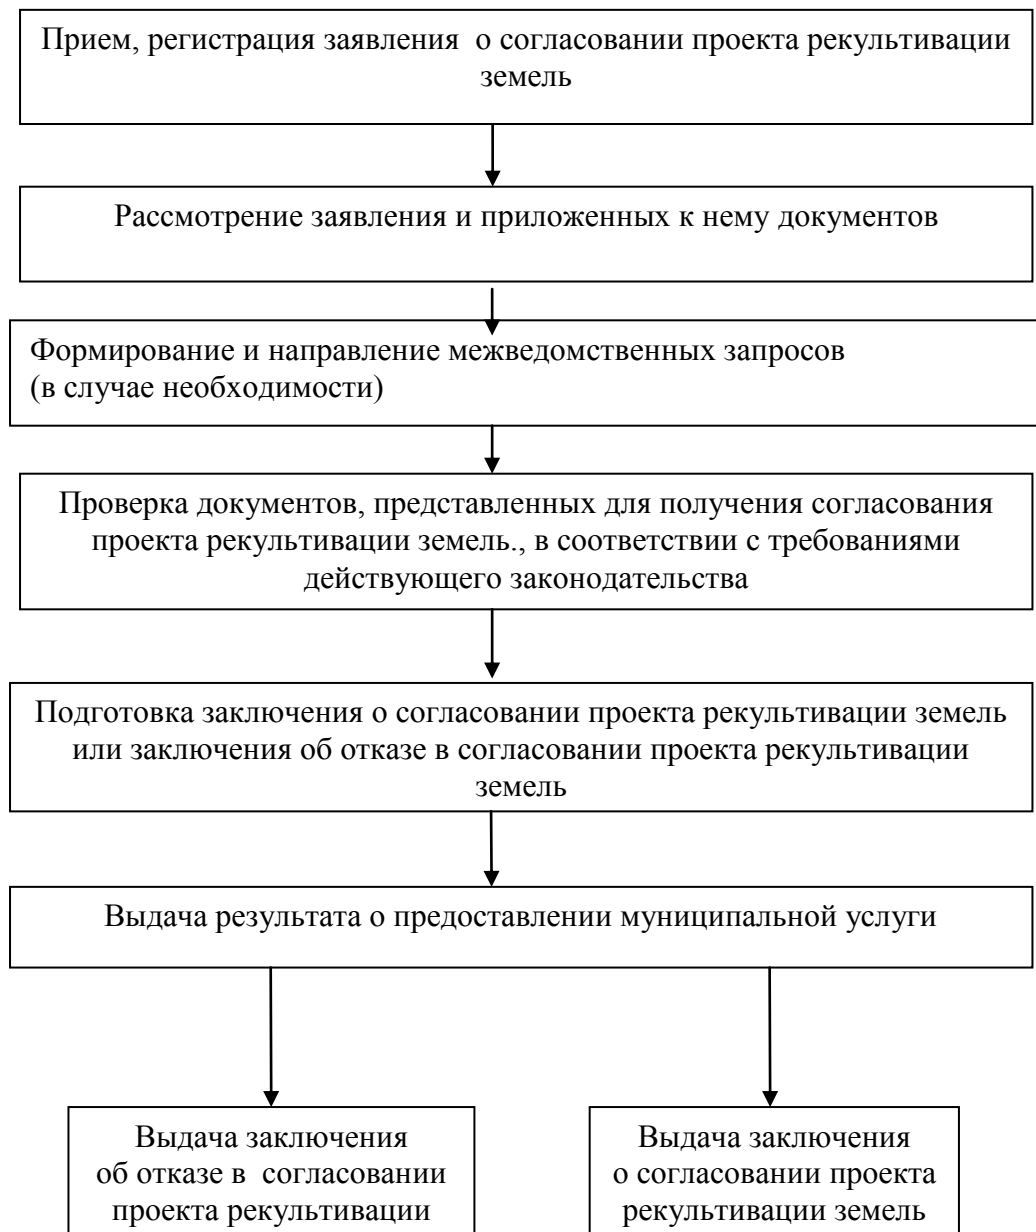 Прием, регистрация заявления  о согласовании проекта рекультивации
земель
Рассмотрение заявления и приложенных к нему документов
Формирование и направление межведомственных запросов
(в случае необходимости)
Проверка документов, представленных для получения согласования
проекта рекультивации земель., в соответствии с требованиями
действующего законодательства
Подготовка заключения о согласовании проекта рекультивации земель
или заключения об отказе в согласовании проекта рекультивации
земель
Выдача результата о предоставлении муниципальной услуги
Выдача заключения
об отказе в  согласовании
проекта рекультивации
Выдача заключения
о согласовании проекта
рекультивации земель